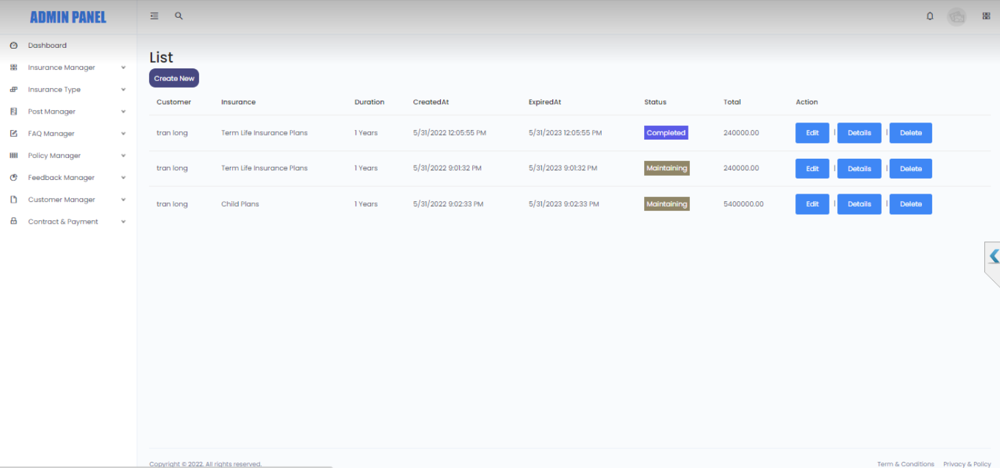 ADMIN PANEL
Dashboard
Insurance Manager
Insurance Type
Post Manager
FAQ Manager
Policy Manager
Feedback Manager
Customer Manager
Contract & Payment
List
Create New
Customer Insurance Duration CreatedAt ExpiredAt Status Total Action
tran long Term Life Insurance Plans 1 Years 5/31/2022 12:05:55 PM 5/31/2023 12:05:55 PM Completed 240000.00 Edit | Details | Delete
tran long Term Life Insurance Plans 1 Years 5/31/2022 9:01:32 PM 5/31/2023 9:01:32 PM Maintaining 240000.00 Edit | Details | Delete
tran long Child Plans 1 Years 5/31/2022 9:02:33 PM 5/31/2023 9:02:33 PM Maintaining 5400000.00 Edit | Details | Delete
Copyright © 2022. All rights reserved. Term & Conditions Privacy & Policy